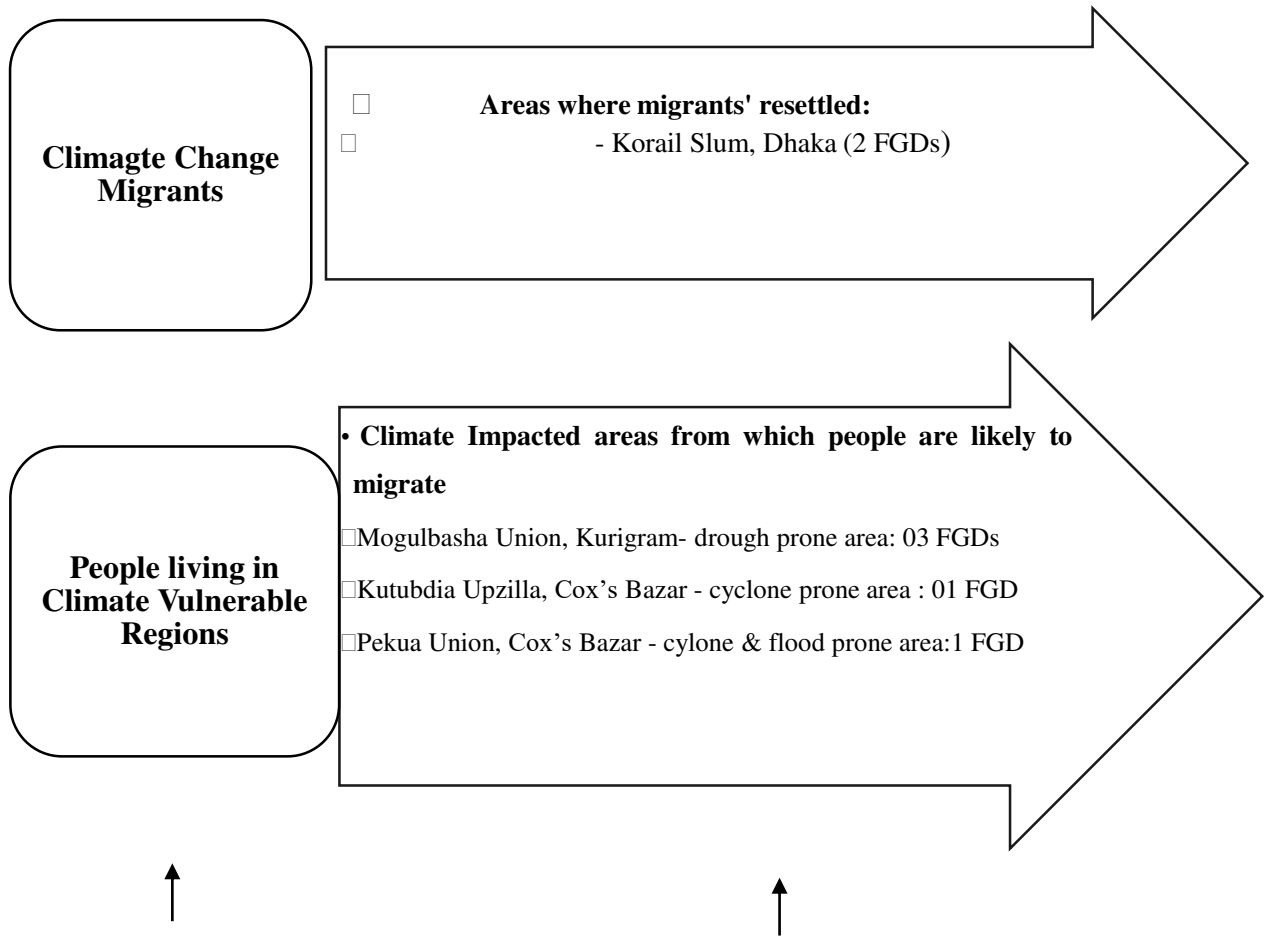 Climagte Change
Migrants
Areas where migrants' resettled:
- Korail Slum, Dhaka (2 FGDs)
People living in
Climate Vulnerable
Regions
• Climate Impacted areas from which people are likely to
migrate
Mogulbasha Union, Kurigram- drough prone area: 03 FGDs
Kutubdia Upzilla, Cox’s Bazar - cyclone prone area : 01 FGD
Pekua Union, Cox’s Bazar - cylone & flood prone area:1 FGD